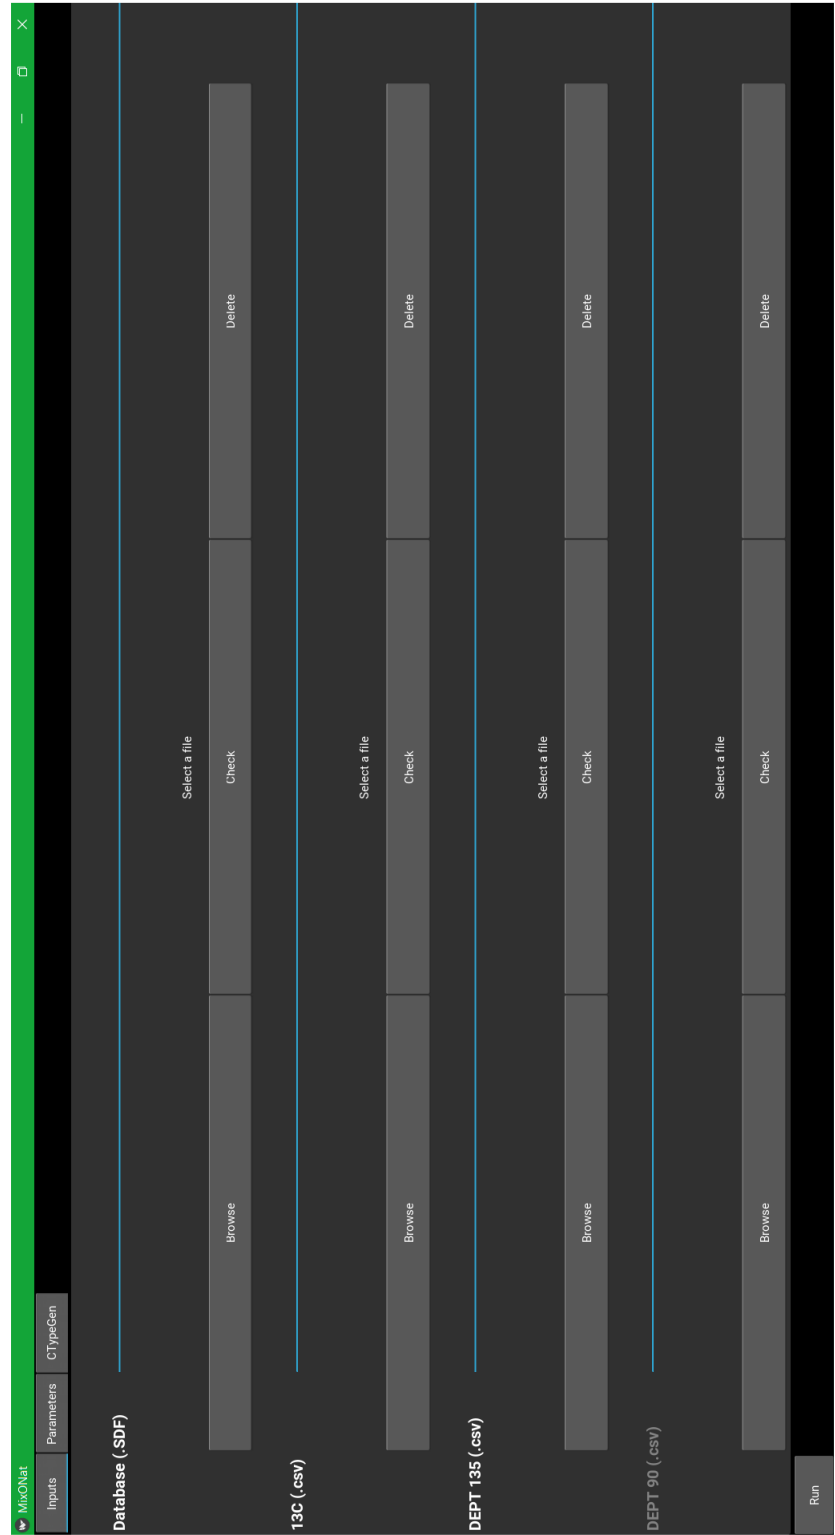 MixONat
Inputs Parameters CTypeGen
Database (.SDF)
Select a file
Browse Check Delete
13C (.csv)
Select a file
Browse Check Delete
DEPT 135 (.csv)
Select a file
Browse Check Delete
DEPT 90 (.csv)
Select a file
Browse Check Delete
Run